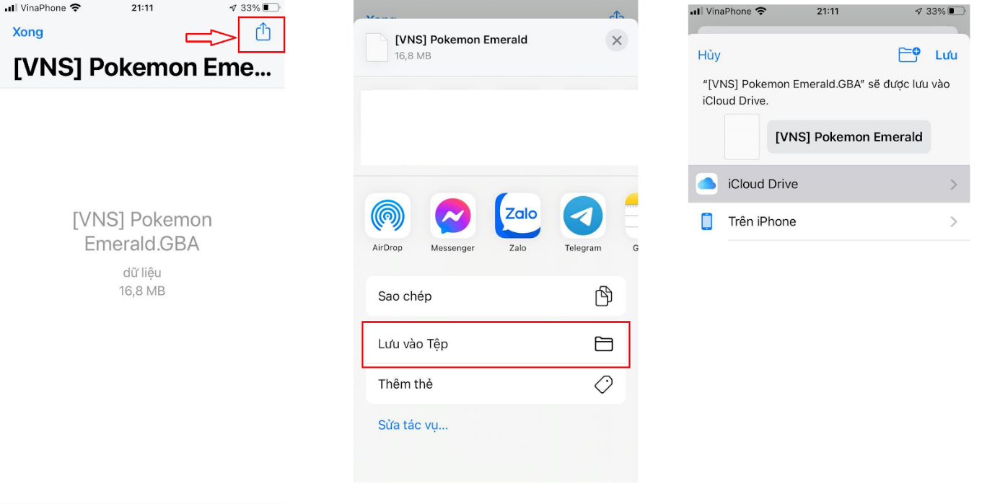 VinaPhone 21:11 33%
Xong
[VNS] Pokemon Eme...
[VNS] Pokemon
Emerald.GBA
dữ liệu
16,8 MB
[VNS] Pokemon Emerald
16,8 MB
AirDrop Messenger Zalo Telegram
Sao chép
Lưu vào Tệp
Thêm thẻ
Sửa tác vụ...
VinaPhone 21:11 33%
Hủy Lưu
“[VNS] Pokemon Emerald.GBA” sẽ được lưu vào
iCloud Drive.
[VNS] Pokemon Emerald
iCloud Drive
Trên iPhone